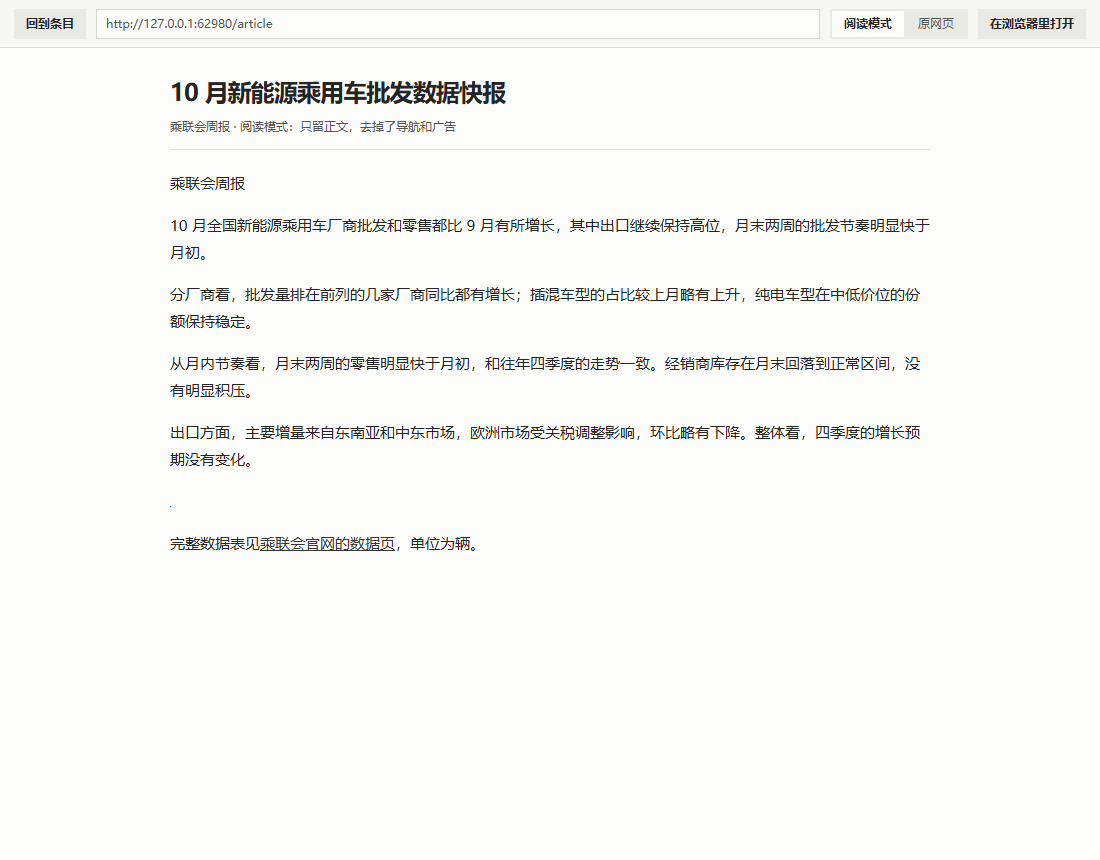 回到条目
http://127.0.0.1:62980/article
阅读模式
原网页
在浏览器里打开
10 月新能源乘用车批发数据快报
乘联会周报 · 阅读模式：只留正文，去掉了导航和广告
乘联会周报
10 月全国新能源乘用车厂商批发和零售都比 9 月有所增长，其中出口继续保持高位，月末两周的批发节奏明显快于
月初。
分厂商看，批发量排在前列的几家厂商同比都有增长；插混车型的占比较上月略有上升，纯电车型在中低价位的份
额保持稳定。
从月内节奏看，月末两周的零售明显快于月初，和往年四季度的走势一致。经销商库存在月末回落到正常区间，没
有明显积压。
出口方面，主要增量来自东南亚和中东市场，欧洲市场受关税调整影响，环比略有下降。整体看，四季度的增长预
期没有变化。
完整数据表见乘联会官网的数据页，单位为辆。